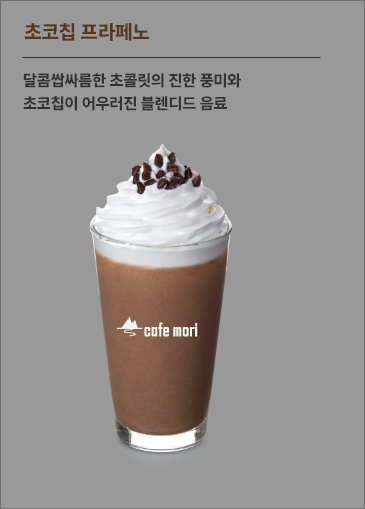 초코칩 프라페노
달콤쌉싸름한 초콜릿의 진한 풍미와
초코칩이 어우러진 블렌디드 음료
cafe mori